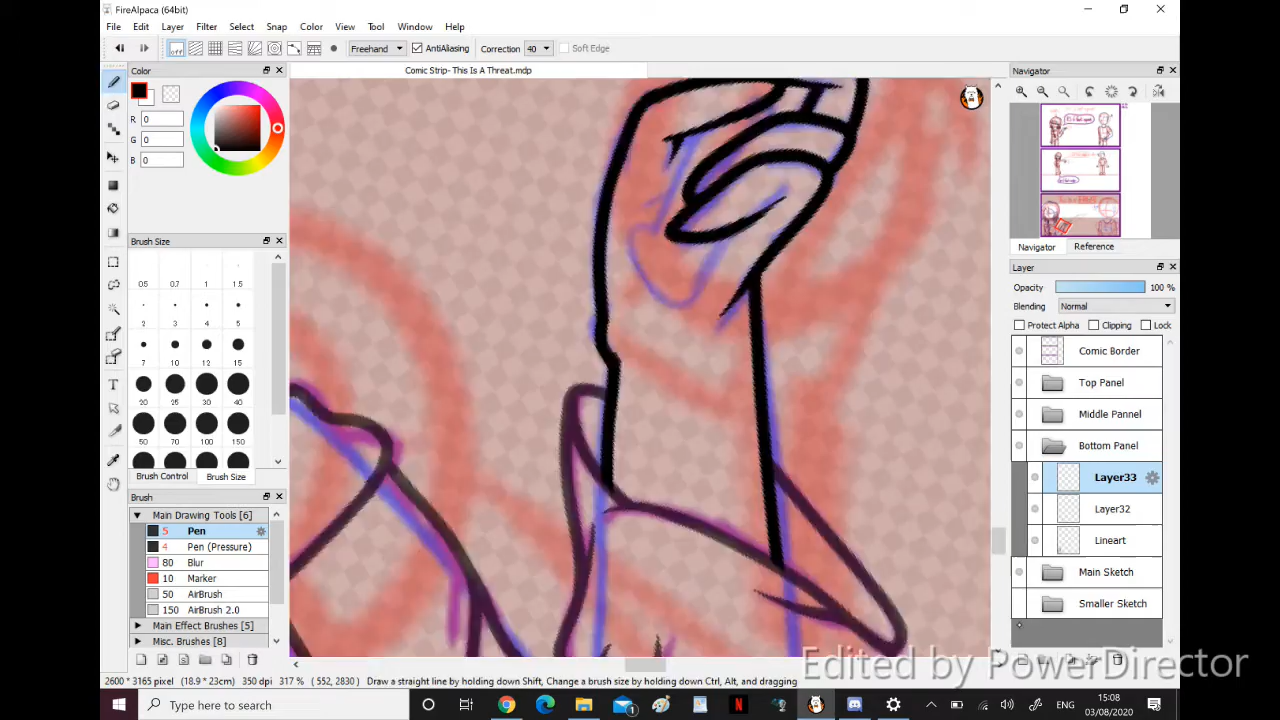 FireAlpaca (64bit)
File Edit Layer Filter Select Snap Color View Tool Window Help
off Freehand AntiAliasing Correction 40 Soft Edge
Color
Comic Strip- This Is A Threat.mdp
Navigator
R 0
G 0
B 0
Brush Size
05 0.7 1 1.5
2 3 4 5
7 10 12 15
20 25 30 40
50 70 100 150
Brush Control Brush Size
Brush
Main Drawing Tools [6]
5 Pen
4 Pen (Pressure)
80 Blur
10 Marker
50 AirBrush
150 AirBrush 2.0
Main Effect Brushes [5]
Misc. Brushes [8]
Navigator Reference
Layer
Opacity 100 %
Blending Normal
Protect Alpha Clipping Lock
Comic Border
Top Panel
Middle Pannel
Bottom Panel
Layer33
Layer32
Lineart
Main Sketch
Smaller Sketch
2600 * 3165 pixel (18.9 * 23cm) 350 dpi 317 % ( 552, 2830 ) Draw a straight line by holding down Shift, Change a brush size by holding down Ctrl, Alt, and dragging
Edited by PowerDirector
Type here to search
15:08
03/08/2020